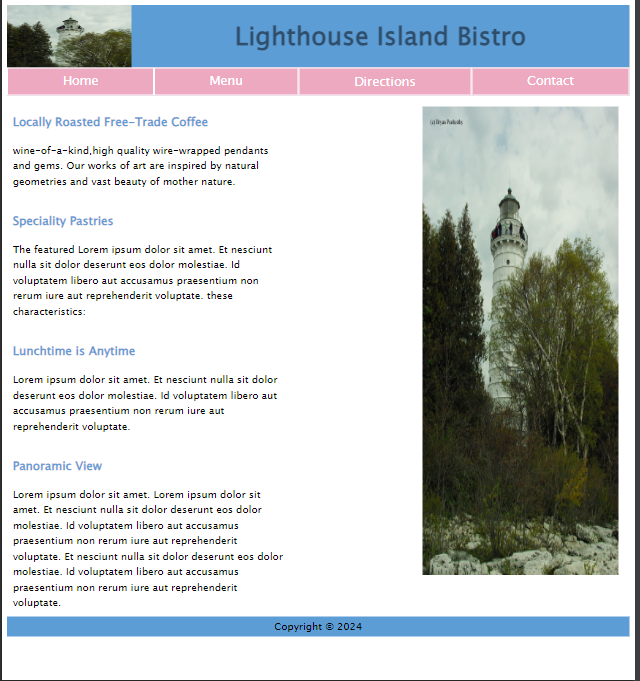 Lighthouse Island Bistro
Home Menu Directions Contact
Locally Roasted Free-Trade Coffee
wine-of-a-kind,high quality wire-wrapped pendants
and gems. Our works of art are inspired by natural
geometries and vast beauty of mother nature.
Speciality Pastries
The featured Lorem ipsum dolor sit amet. Et nesciunt
nulla sit dolor deserunt eos dolor molestiae. Id
voluptatem libero aut accusamus praesentium non
rerum iure aut reprehenderit voluptate. these
characteristics:
Lunchtime is Anytime
Lorem ipsum dolor sit amet. Et nesciunt nulla sit dolor
deserunt eos dolor molestiae. Id voluptatem libero aut
accusamus praesentium non rerum iure aut
reprehenderit voluptate.
Panoramic View
Lorem ipsum dolor sit amet. Lorem ipsum dolor sit
amet. Et nesciunt nulla sit dolor deserunt eos dolor
molestiae. Id voluptatem libero aut accusamus
praesentium non rerum iure aut reprehenderit
voluptate. Et nesciunt nulla sit dolor deserunt eos dolor
molestiae. Id voluptatem libero aut accusamus
praesentium non rerum iure aut reprehenderit
voluptate.
Copyright © 2024